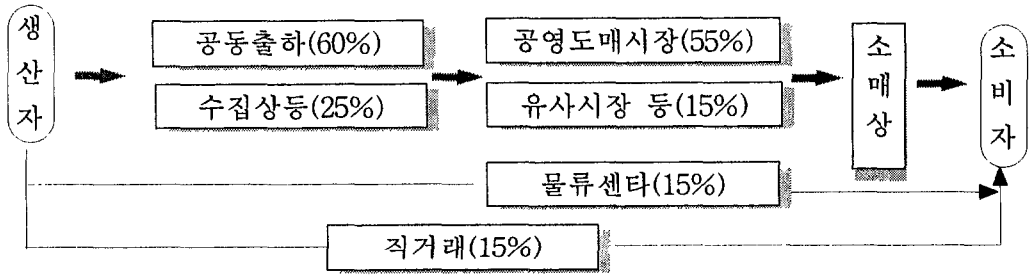 생산자
공동출하(60%)
수집상등(25%)
공영도매시장(55%)
유사시장 등(15%)
소매상
소비자
물류센타(15%)
직거래(15%)